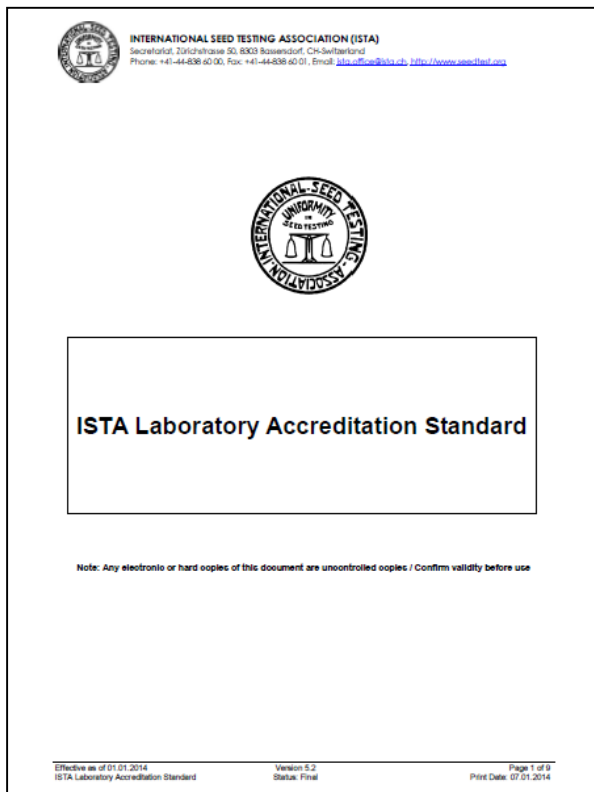 INTERNATIONAL SEED TESTING ASSOCIATION (ISTA)
Secretariat, Zürichstrasse 50, 8303 Bassersdorf, CH-Switzerland
Phone: +41-44-838 60 00, Fax: +41-44-838 60 01, Email: ista.office@ista.ch, http://www.seedtest.org
INTERNATIONAL SEED TESTING ASSOCIATION
UNIFORMITY
IN
SEED TESTING
ISTA Laboratory Accreditation Standard
Note: Any electronic or hard copies of this document are uncontrolled copies / Confirm validity before use
Effective as of 01.01.2014 Version 5.2 Page 1 of 9
ISTA Laboratory Accreditation Standard Status: Final Print Date: 07.01.2014